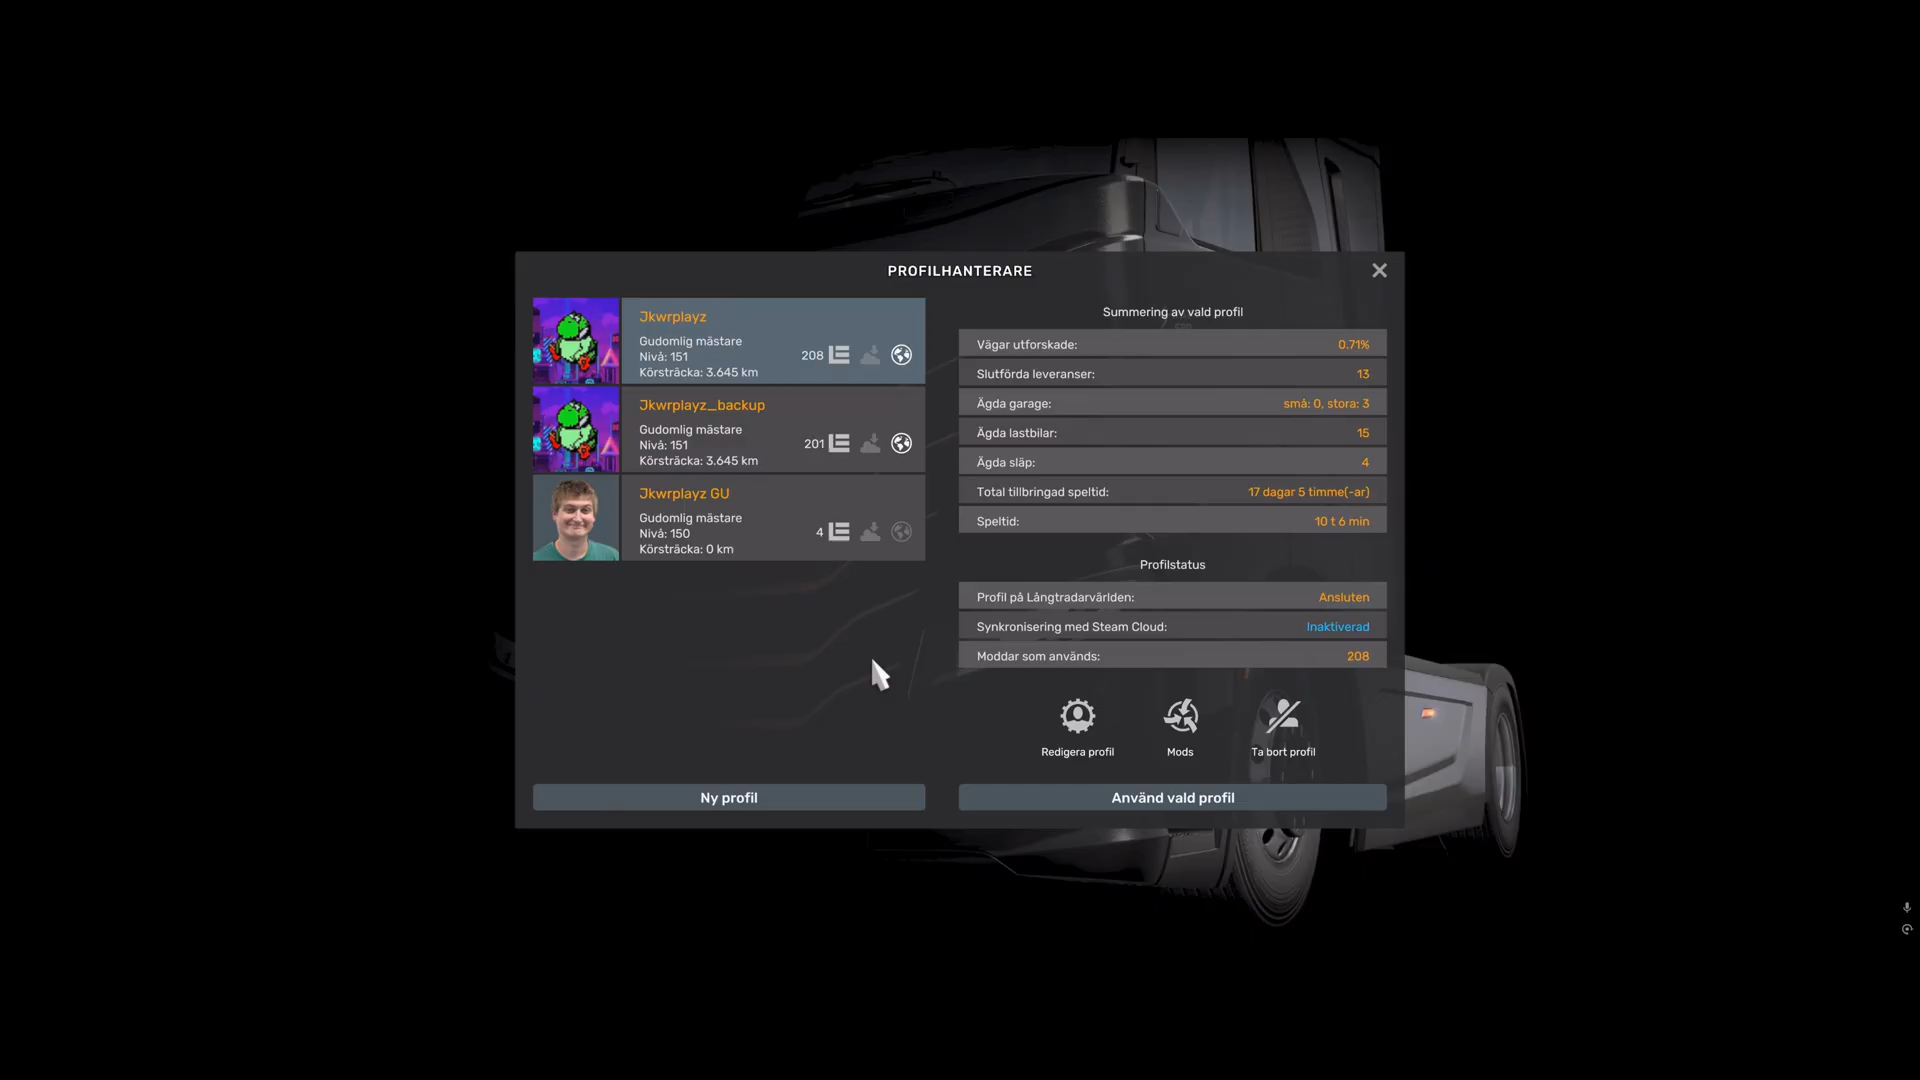 PROFILHANTERARE
Jkwrplayz
Gudomlig mästare
Nivå: 151
Körsträcka: 3.645 km
208
Jkwrplayz_backup
Gudomlig mästare
Nivå: 151
Körsträcka: 3.645 km
201
Jkwrplayz GU
Gudomlig mästare
Nivå: 150
Körsträcka: 0 km
4
Ny profil
Summering av vald profil
Vägar utforskade: 0.71%
Slutförda leveranser: 13
Ägda garage: små: 0, stora: 3
Ägda lastbilar: 15
Ägda släp: 4
Total tillbringad speltid: 17 dagar 5 timme(-ar)
Speltid: 10 t 6 min
Profilstatus
Profil på Långtradarvärlden: Ansluten
Synkronisering med Steam Cloud: Inaktiverad
Moddar som används: 208
Redigera profil
Mods
Ta bort profil
Använd vald profil